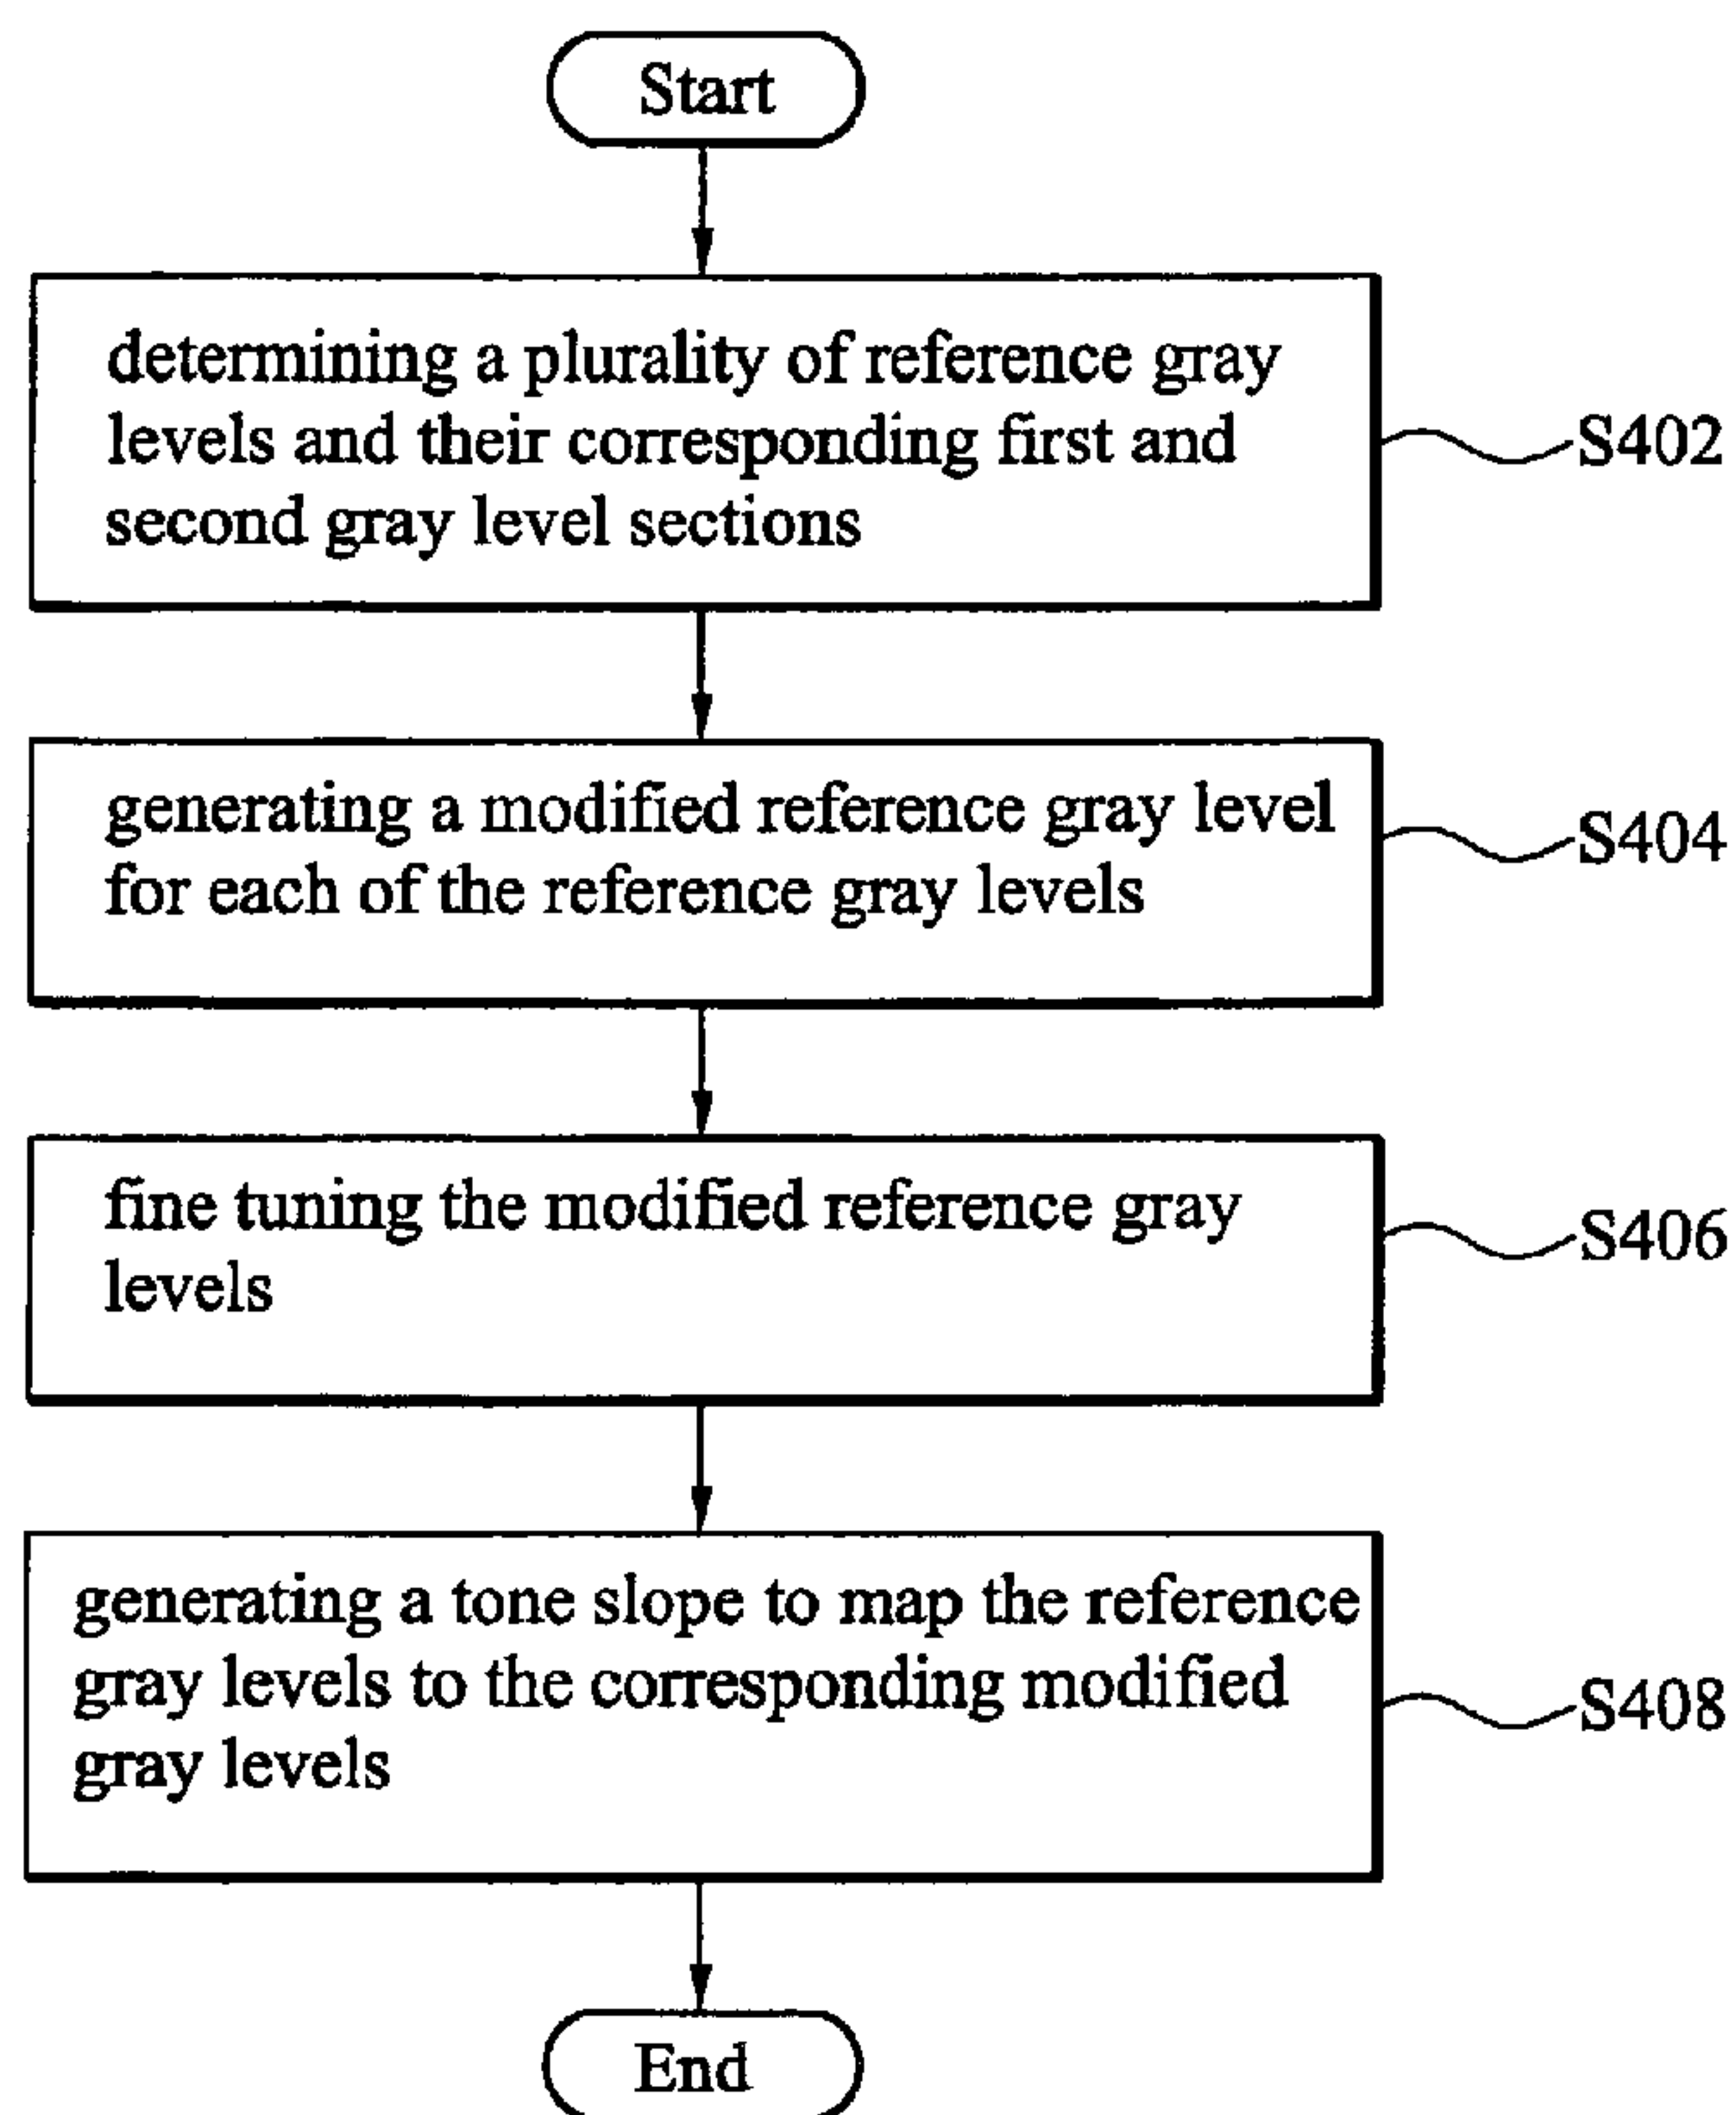 Start
determining a plurality of reference gray
levels and their corresponding first and
second gray level sections
S402
generating a modified reference gray level
for each of the reference gray levels
S404
fine tuning the modified reference gray
levels
S406
generating a tone slope to map the reference
gray levels to the corresponding modified
gray levels
S408
End